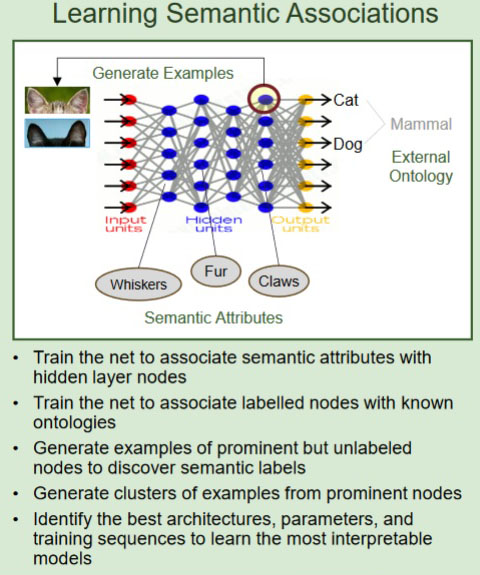 Learning Semantic Associations
Generate Examples
Cat
Mammal
Dog
External
Ontology
Input
units
Hidden
units
Output
units
Whiskers
Fur
Claws
Semantic Attributes
• Train the net to associate semantic attributes with
hidden layer nodes
• Train the net to associate labelled nodes with known
ontologies
• Generate examples of prominent but unlabeled
nodes to discover semantic labels
• Generate clusters of examples from prominent nodes
• Identify the best architectures, parameters, and
training sequences to learn the most interpretable
models